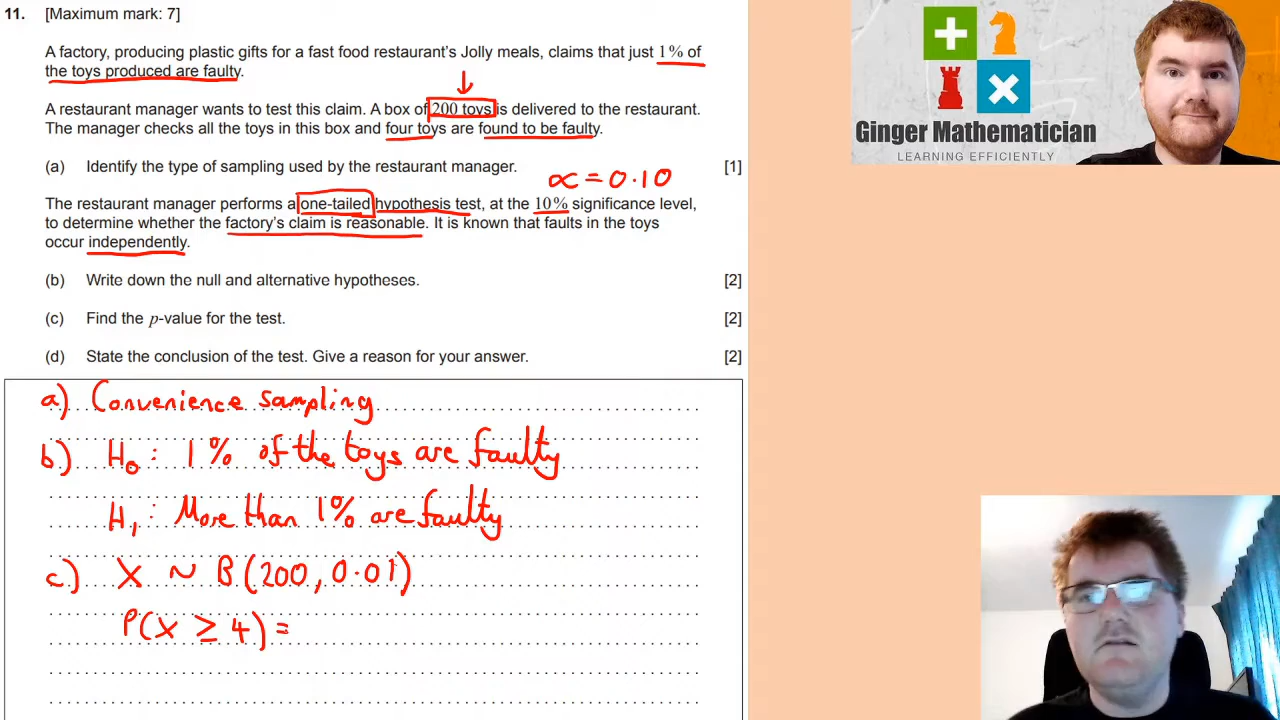 11. [Maximum mark: 7]
A factory, producing plastic gifts for a fast food restaurant's Jolly meals, claims that just 1% of
the toys produced are faulty.
A restaurant manager wants to test this claim. A box of 200 toys is delivered to the restaurant.
The manager checks all the toys in this box and four toys are found to be faulty.
(a) Identify the type of sampling used by the restaurant manager. [1]
α = 0.10
The restaurant manager performs a one-tailed hypothesis test, at the 10% significance level,
to determine whether the factory's claim is reasonable. It is known that faults in the toys
occur independently.
(b) Write down the null and alternative hypotheses. [2]
(c) Find the p-value for the test. [2]
(d) State the conclusion of the test. Give a reason for your answer. [2]
a) Convenience sampling
b) H₀ : 1% of the toys are faulty
H₁ : More than 1% are faulty
c) X ~ B(200, 0.01)
P(X ≥ 4) =
Ginger Mathematician
LEARNING EFFICIENTLY